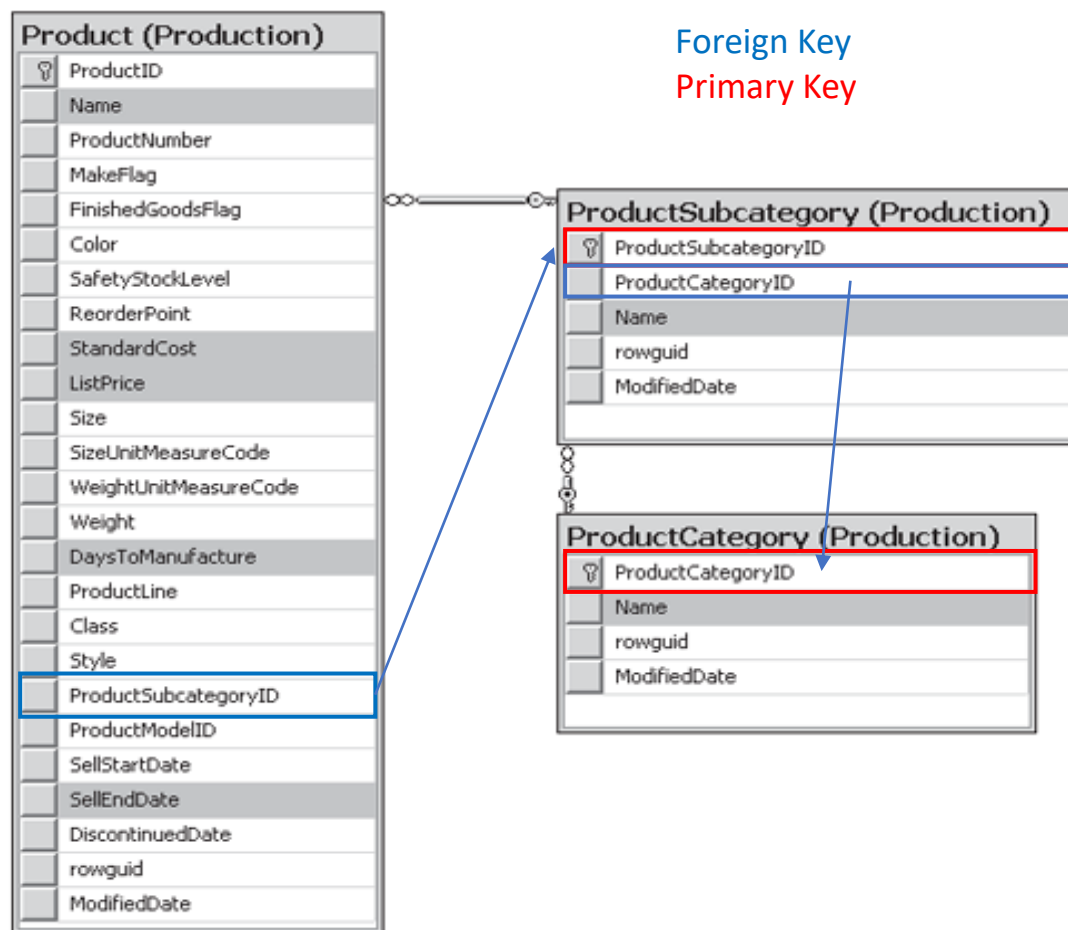 Product (Production)
ProductID
Name
ProductNumber
MakeFlag
FinishedGoodsFlag
Color
SafetyStockLevel
ReorderPoint
StandardCost
ListPrice
Size
SizeUnitMeasureCode
WeightUnitMeasureCode
Weight
DaysToManufacture
ProductLine
Class
Style
ProductSubcategoryID
ProductModelID
SellStartDate
SellEndDate
DiscontinuedDate
rowguid
ModifiedDate
Foreign Key
Primary Key
ProductSubcategory (Production)
ProductSubcategoryID
ProductCategoryID
Name
rowguid
ModifiedDate
ProductCategory (Production)
ProductCategoryID
Name
rowguid
ModifiedDate